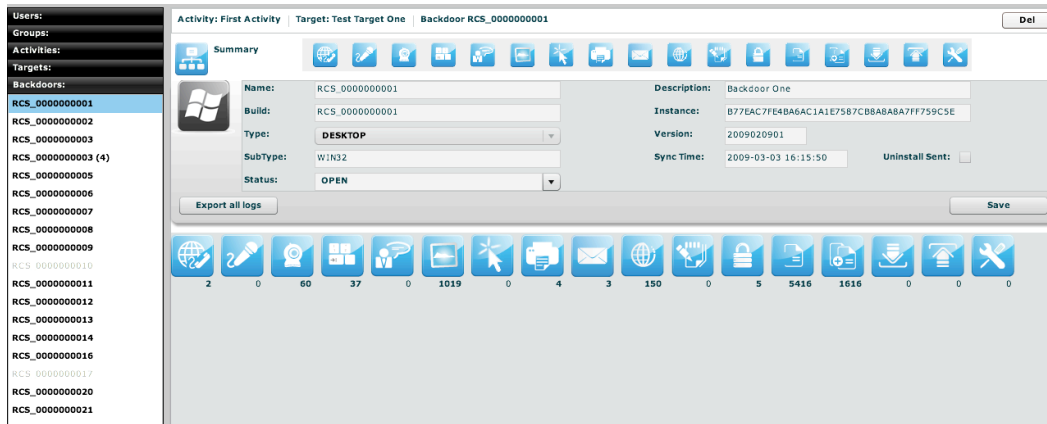 Users:
Groups:
Activities:
Targets:
Backdoors:
RCS_0000000001
RCS_0000000002
RCS_0000000003
RCS_0000000003 (4)
RCS_0000000005
RCS_0000000006
RCS_0000000007
RCS_0000000008
RCS_0000000009
RCS 0000000010
RCS_0000000011
RCS_0000000012
RCS_0000000013
RCS_0000000014
RCS_0000000016
RCS 0000000017
RCS_0000000020
RCS_0000000021
Activity: First Activity | Target: Test Target One | Backdoor RCS_0000000001
Del
Summary
Name: RCS_0000000001 Description: Backdoor One
Build: RCS_0000000001 Instance: B77EAC7FE4BA6AC1A1E7587CB8A8A8A7FF759C5E
Type: DESKTOP Version: 2009020901
SubType: WIN32 Sync Time: 2009-03-03 16:15:50 Uninstall Sent:
Status: OPEN
Export all logs Save
2 0 60 37 0 1019 0 4 3 150 0 5 5416 1616 0 0 0